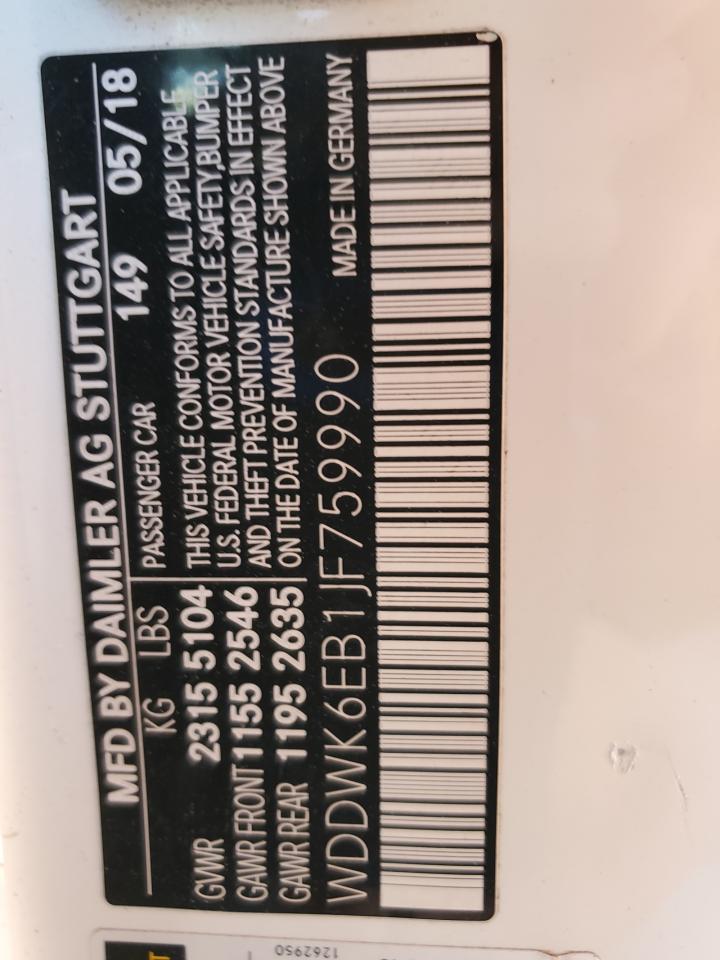 MFD BY DAIMLER AG STUTTGART
KG LBS PASSENGER CAR 149 05/18
GVWR 2315 5104 THIS VEHICLE CONFORMS TO ALL APPLICABLE
U.S. FEDERAL MOTOR VEHICLE SAFETY,BUMPER
GAWR FRONT 1155 2546 AND THEFT PREVENTION STANDARDS IN EFFECT
GAWR REAR 1195 2635 ON THE DATE OF MANUFACTURE SHOWN ABOVE
WDDWK6EB1JF759990 MADE IN GERMANY
1262950